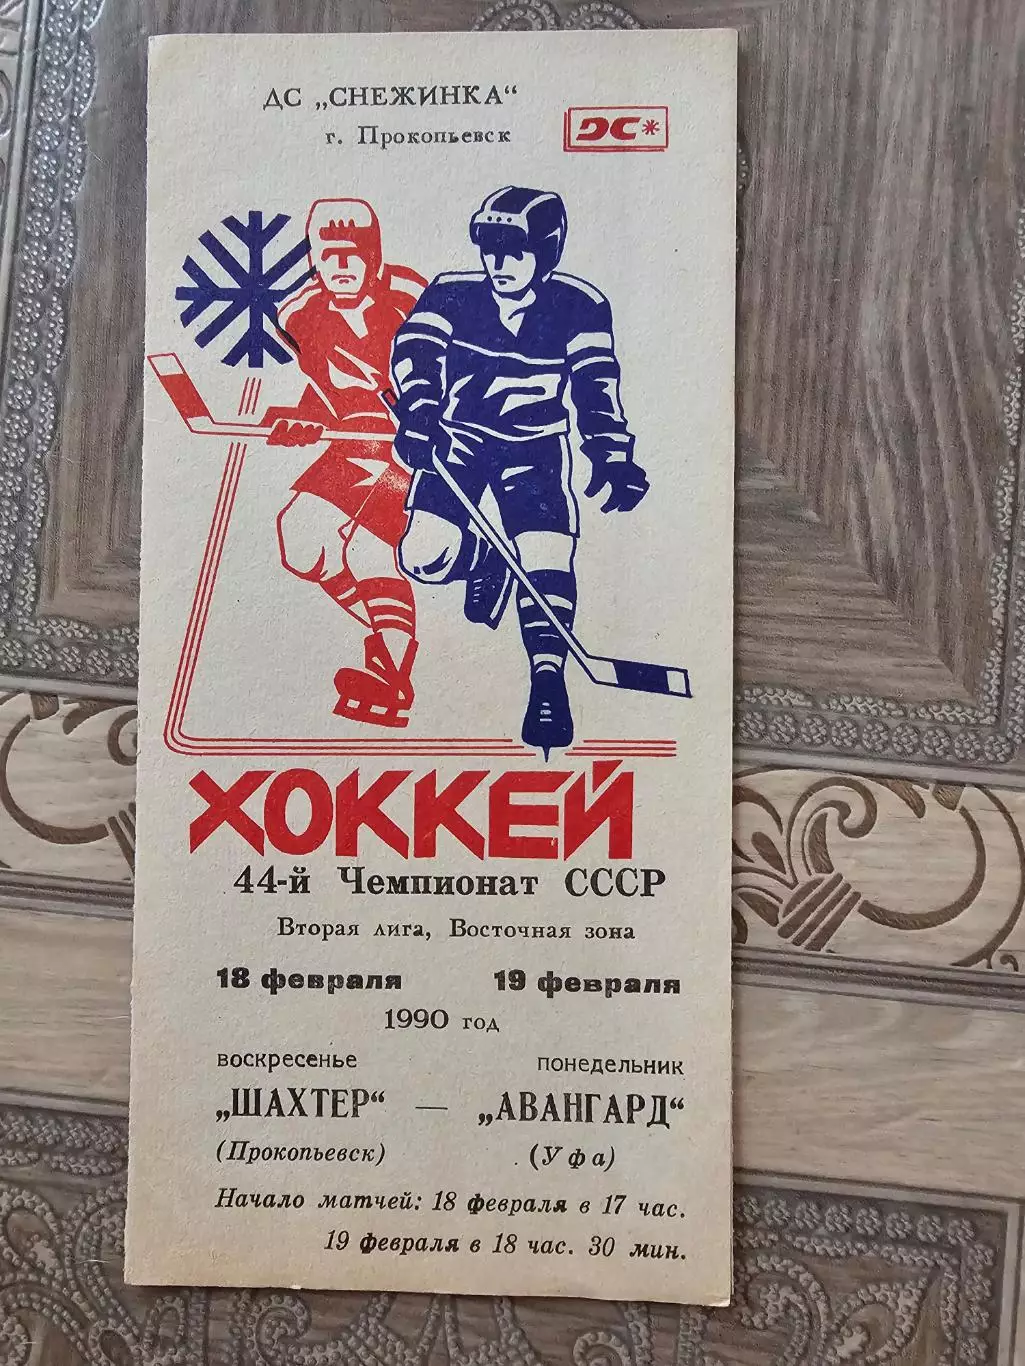 ДС „СНЕЖИНКА“
г. Прокопьевск
ДС*
ХОККЕЙ
44-й Чемпионат СССР
Вторая лига, Восточная зона
18 февраля 19 февраля
1990 год
воскресенье понедельник
„ШАХТЕР“ — „АВАНГАРД“
(Прокопьевск) (Уфа)
Начало матчей: 18 февраля в 17 час.
19 февраля в 18 час. 30 мин.